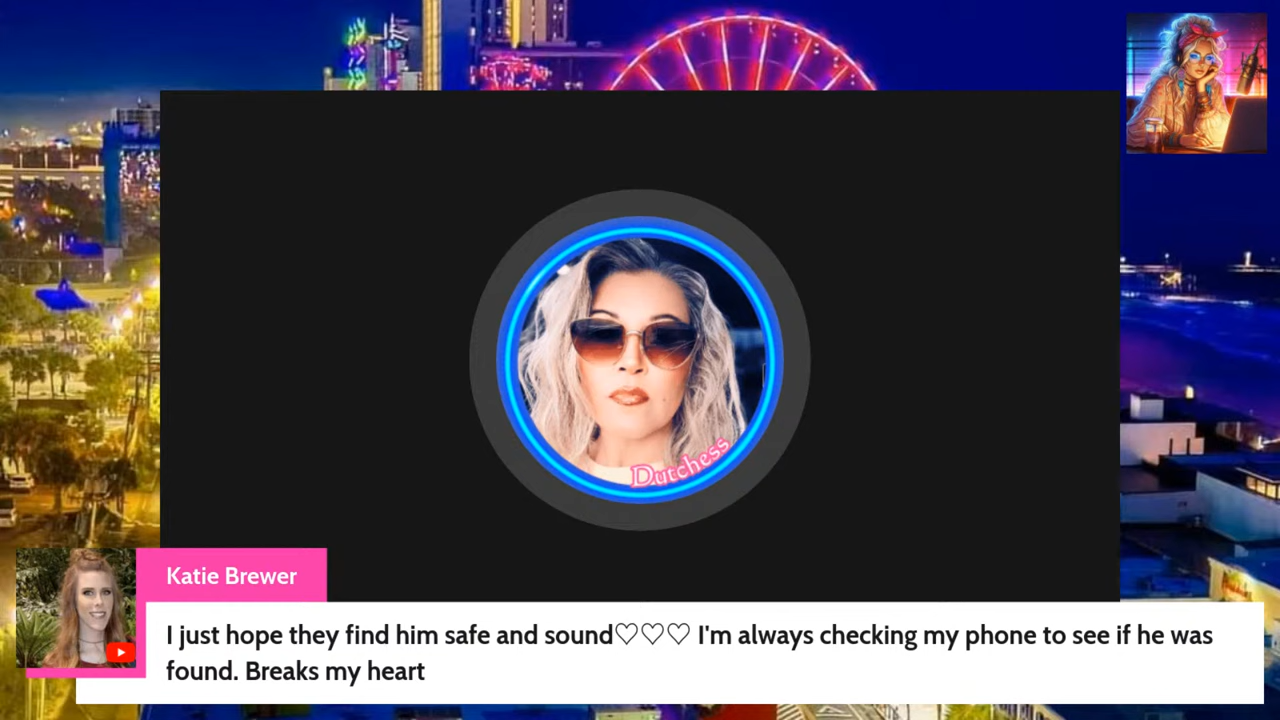 Dutchess
Katie Brewer
I just hope they find him safe and sound♡♡♡ I'm always checking my phone to see if he was
found. Breaks my heart